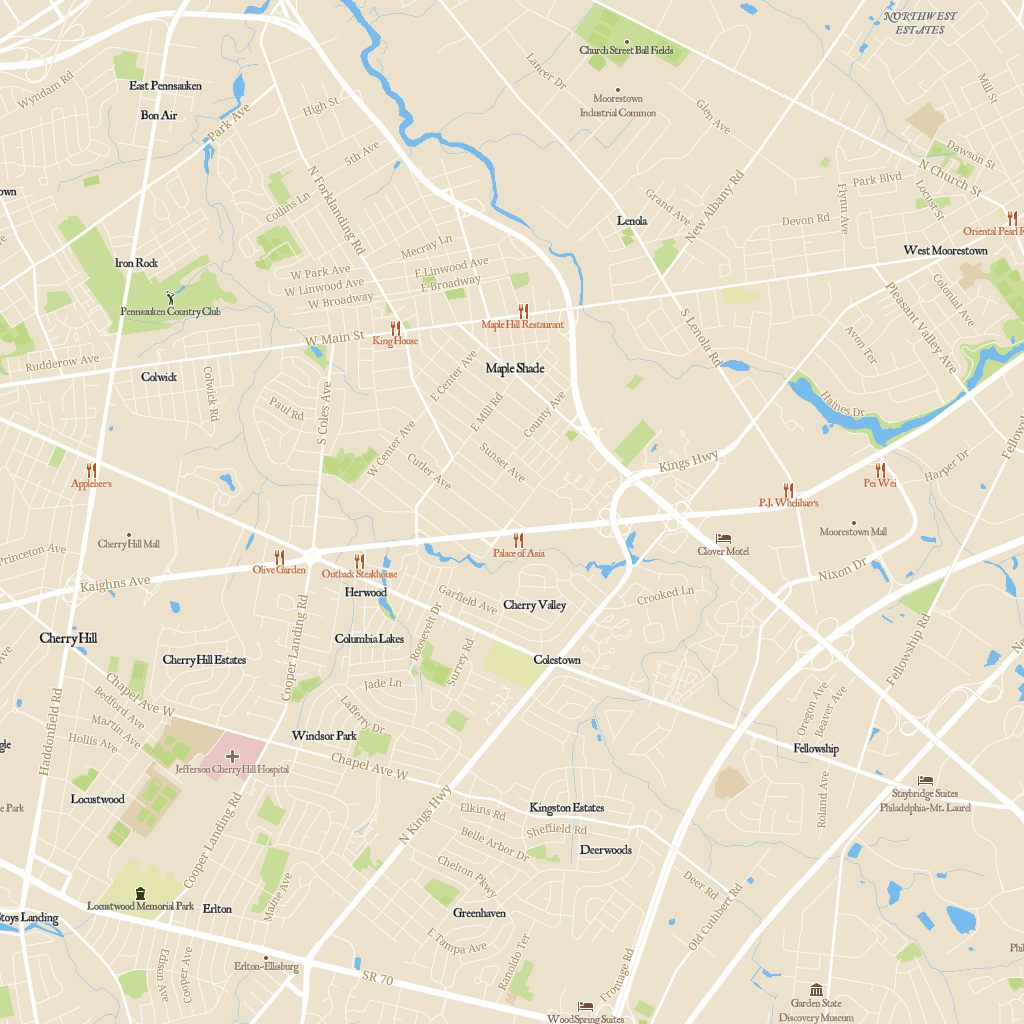 NORTHWEST
ESTATES
Church Street Ball Fields
Lancer Dr
Wyndam Rd
East Pennsauken
Bon Air
Park Ave
High St
Moorestown
Industrial Common
Glen Ave
Mill St
Dawson St
N Church St
5th Ave
N Forklanding Rd
Collins Ln
Park Blvd
Flynn Ave
Locust St
Grand Ave
New Albany Rd
Devon Rd
Lenola
Oriental Pearl R
West Moorestown
own
Iron Rock
Mecray Ln
W Park Ave
E Linwood Ave
W Linwood Ave
E Broadway
W Broadway
Pennsauken Country Club
Maple Hill Restaurant
King House
W Main St
S Lenola Rd
Pleasant Valley Ave
Colonial Ave
Avon Ter
Rudderow Ave
Colwick
Colwick Rd
Maple Shade
E Center Ave
E Mill Rd
County Ave
Paul Rd
S Coles Ave
W Center Ave
Cutler Ave
Sunset Ave
Haines Dr
Kings Hwy
Harper Dr
Fellows
Applebee's
Pei Wei
P.J. Whelihan's
Moorestown Mall
Cherry Hill Mall
Princeton Ave
Kaighns Ave
Olive Garden
Outback Steakhouse
Palace of Asia
Clover Motel
Nixon Dr
Herwood
Garfield Ave
Cherry Valley
Crooked Ln
Cherry Hill
Cherry Hill Estates
Columbia Lakes
Roosevelt Dr
Surrey Rd
Colestown
Cooper Landing Rd
Fellowship Rd
Ave
Ne
Chapel Ave W
Bedford Ave
Martin Ave
Hollis Ave
Haddonfield Rd
Jade Ln
Lafferty Dr
Windsor Park
Oregon Ave
Beaver Ave
Fellowship
gle
Jefferson Cherry Hill Hospital
Chapel Ave W
Locustwood
e Park
Cooper Landing Rd
N Kings Hwy
Elkins Rd
Kingston Estates
Sheffield Rd
Belle Arbor Dr
Deerwoods
Roland Ave
Staybridge Suites
Philadelphia-Mt. Laurel
Chelton Pkwy
Deer Rd
Old Cuthbert Rd
Locustwood Memorial Park
Erlton
Maine Ave
Greenhaven
Stoys Landing
E Tampa Ave
Ranoldo Ter
Frontage Rd
Edison Ave
Cooper Ave
Erlton-Ellisburg
SR 70
Phil
Garden State
Discovery Museum
WoodSpring Suites